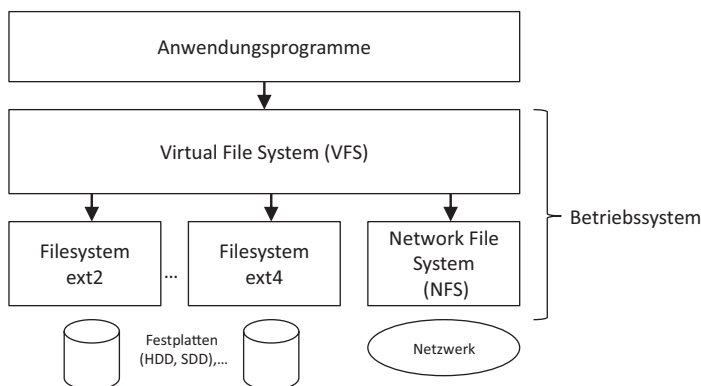 Anwendungsprogramme
Virtual File System (VFS)
Betriebssystem
Filesystem
ext2
...
Filesystem
ext4
Network File
System
(NFS)
Festplatten
(HDD, SDD),...
Netzwerk